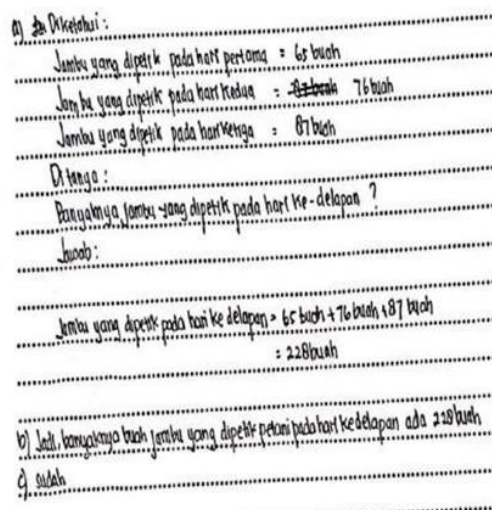 a) Diketahui :
Jambu yang dipetik pada hari pertama = 65 buah
Jambu yang dipetik pada hari kedua = 87 buah 76 buah
Jambu yang dipetik pada hari ketiga = 87 buah
Ditanya :
Banyaknya jambu yang dipetik pada hari ke-delapan ?
Jawab :
Jambu yang dipetik pada hari ke delapan = 65 buah + 76 buah + 87 buah
= 228 buah
b) Jadi, banyaknya buah jambu yang dipetik petani pada hari kedelapan ada 228 buah
c) sudah